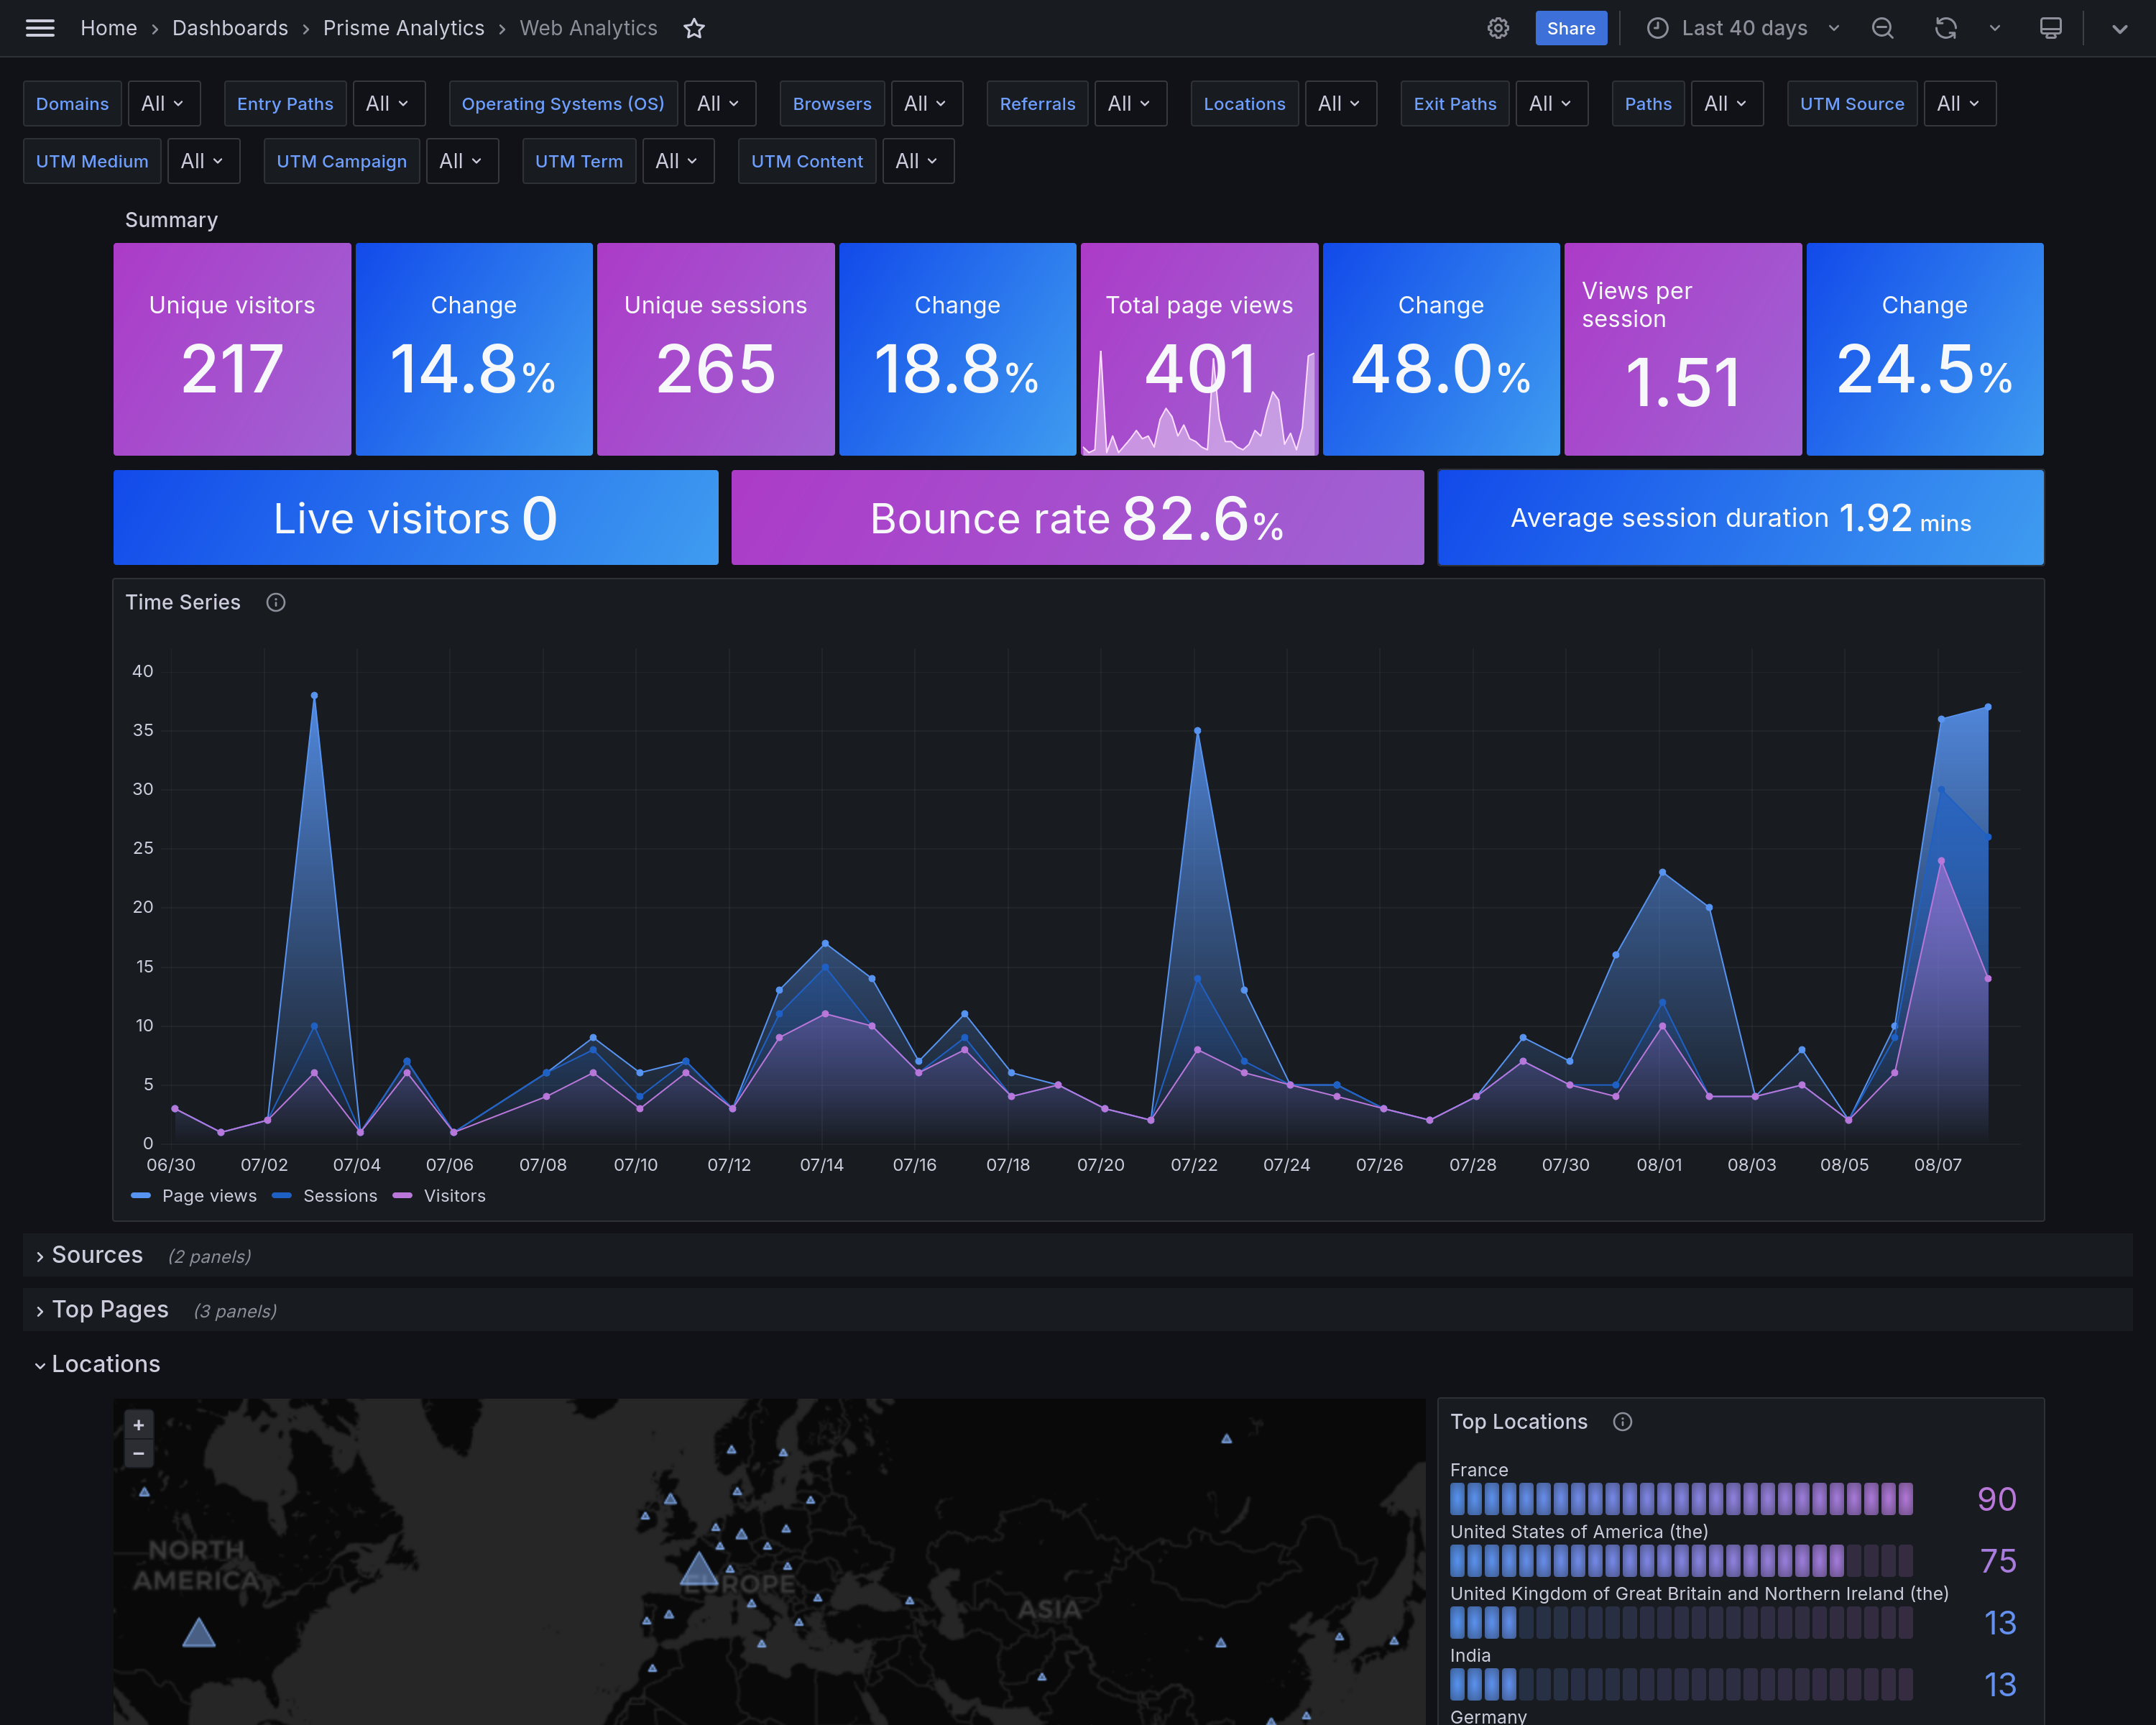 Home › Dashboards › Prisme Analytics › Web Analytics
Share
Last 40 days
Domains All
Entry Paths All
Operating Systems (OS) All
Browsers All
Referrals All
Locations All
Exit Paths All
Paths All
UTM Source All
UTM Medium All
UTM Campaign All
UTM Term All
UTM Content All
Summary
Unique visitors
217
Change
14.8%
Unique sessions
265
Change
18.8%
Total page views
401
Change
48.0%
Views per
session
1.51
Change
24.5%
Live visitors 0
Bounce rate 82.6%
Average session duration 1.92 mins
Time Series
40
35
30
25
20
15
10
5
0
06/30 07/02 07/04 07/06 07/08 07/10 07/12 07/14 07/16 07/18 07/20 07/22 07/24 07/26 07/28 07/30 08/01 08/03 08/05 08/07
Page views Sessions Visitors
Sources (2 panels)
Top Pages (3 panels)
Locations
+
−
NORTH
AMERICA
EUROPE
ASIA
Top Locations
France
90
United States of America (the)
75
United Kingdom of Great Britain and Northern Ireland (the)
13
India
13
Germany